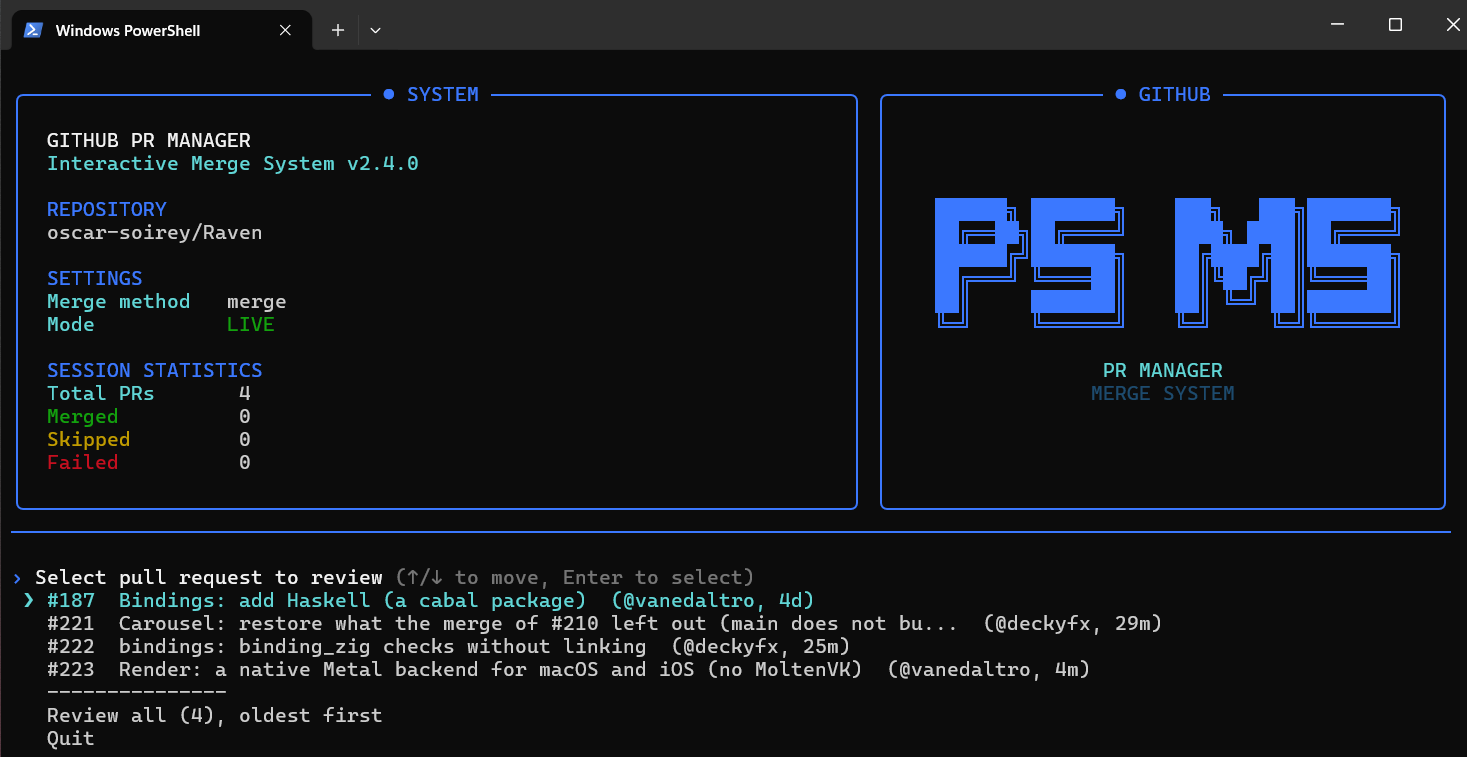 Windows PowerShell
● SYSTEM
GITHUB PR MANAGER
Interactive Merge System v2.4.0
REPOSITORY
oscar-soirey/Raven
SETTINGS
Merge method merge
Mode LIVE
SESSION STATISTICS
Total PRs 4
Merged 0
Skipped 0
Failed 0
● GITHUB
PS MS
PR MANAGER
MERGE SYSTEM
› Select pull request to review (↑/↓ to move, Enter to select)
❯ #187 Bindings: add Haskell (a cabal package) (@vanedaltro, 4d)
#221 Carousel: restore what the merge of #210 left out (main does not bu... (@deckyfx, 29m)
#222 bindings: binding_zig checks without linking (@deckyfx, 25m)
#223 Render: a native Metal backend for macOS and iOS (no MoltenVK) (@vanedaltro, 4m)
---------------
Review all (4), oldest first
Quit